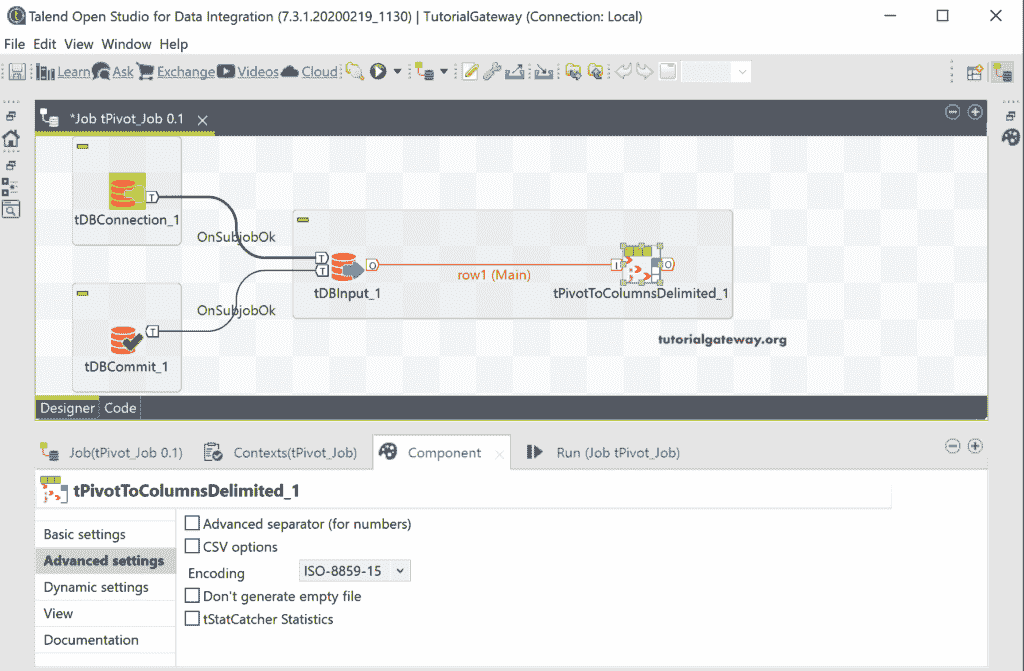 Talend Open Studio for Data Integration (7.3.1.20200219_1130) | TutorialGateway (Connection: Local)
File Edit View Window Help
Learn Ask Exchange Videos Cloud
*Job tPivot_Job 0.1
T
tDBConnection_1
OnSubjobOk
T
T
O
row1 (Main)
I
O
tDBInput_1
tPivotToColumnsDelimited_1
OnSubjobOk
T
tutorialgateway.org
tDBCommit_1
Designer Code
Job(tPivot_Job 0.1) Contexts(tPivot_Job) Component Run (Job tPivot_Job)
tPivotToColumnsDelimited_1
Basic settings
Advanced settings
Dynamic settings
View
Documentation
Advanced separator (for numbers)
CSV options
Encoding ISO-8859-15
Don't generate empty file
tStatCatcher Statistics